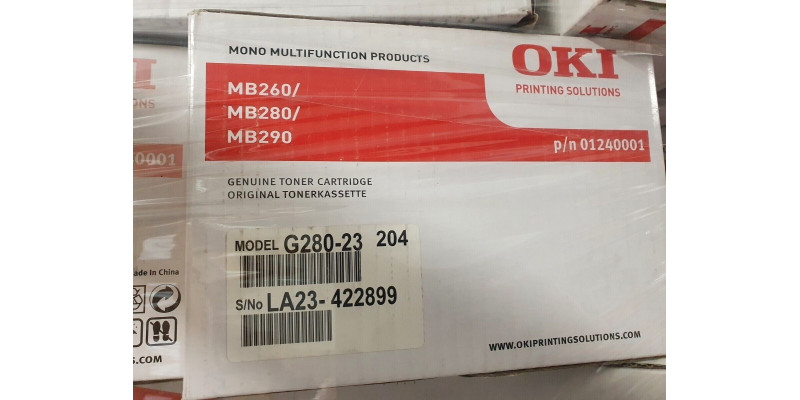 MONO MULTIFUNCTION PRODUCTS
OKI
PRINTING SOLUTIONS
MB260/
MB280/
MB290
p/n 01240001
GENUINE TONER CARTRIDGE
ORIGINAL TONERKASSETTE
MODEL G280-23 204
S/No LA23- 422899
WWW.OKIPRINTINGSOLUTIONS.COM
0001
Made In China
S.COM